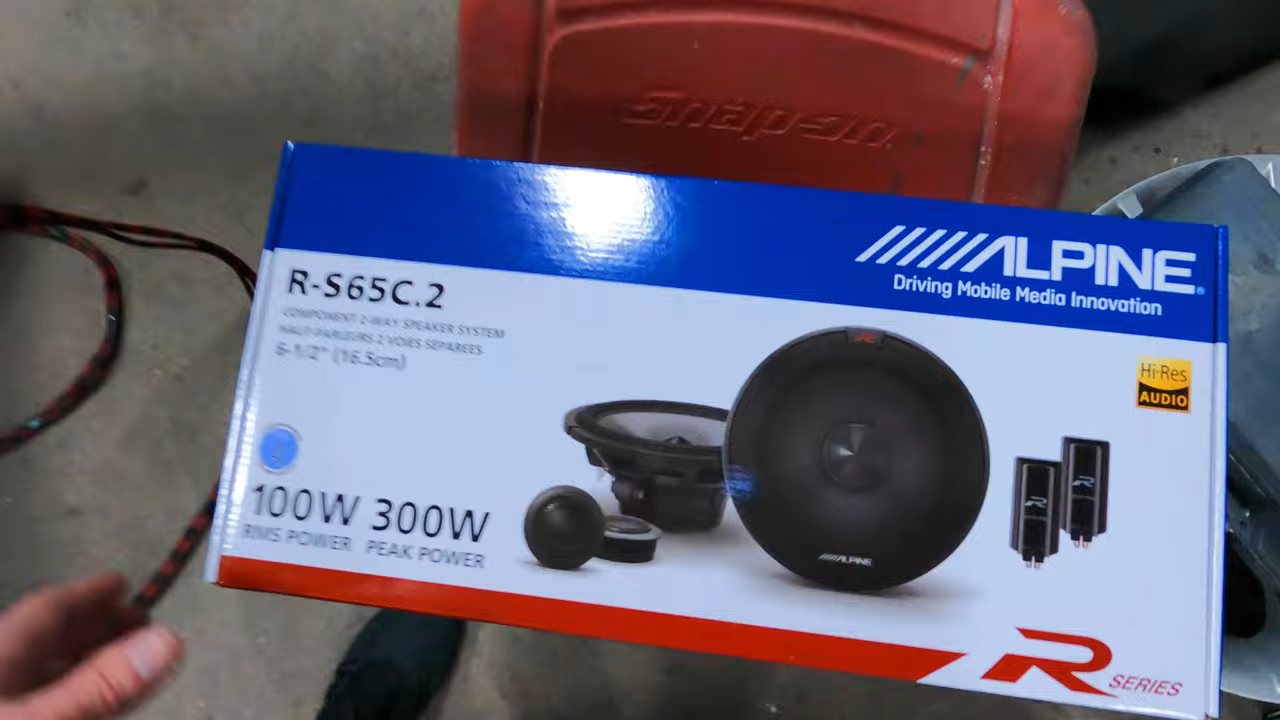 Snap-on
ALPINE
Driving Mobile Media Innovation
R-S65C.2
COMPONENT 2-WAY SPEAKER SYSTEM
HAUT-PARLEURS 2 VOIES SEPAREES
6-1/2" (16.5cm)
Hi-Res
AUDIO
100W 300W
RMS POWER PEAK POWER
ALPINE
R
R
R SERIES